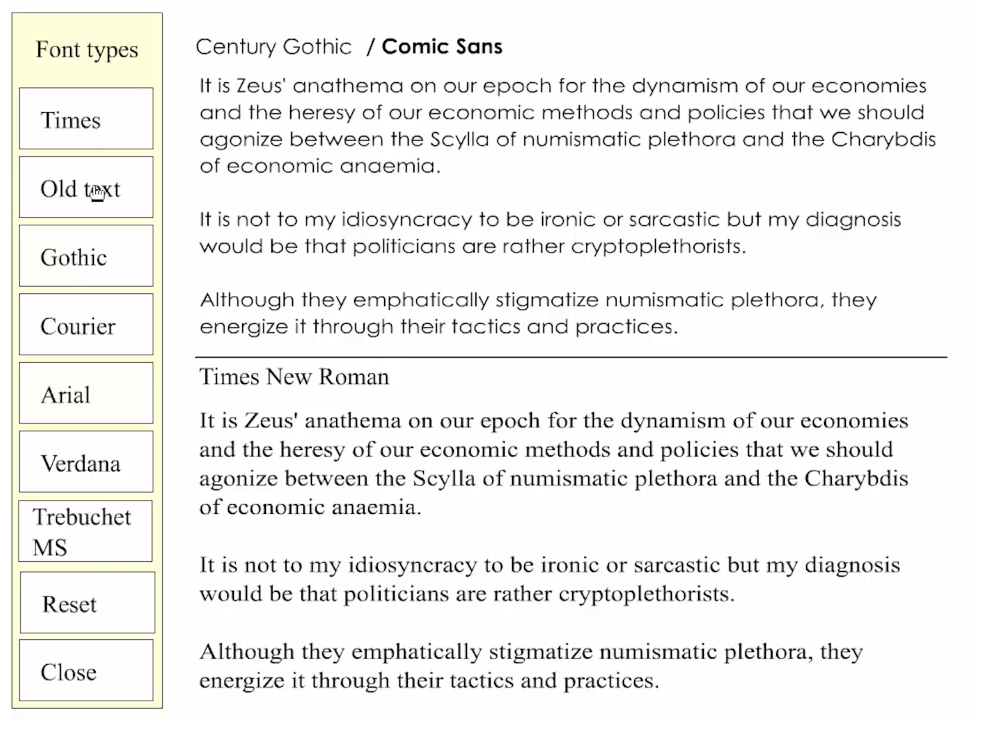 Font types
Times
Old text
Gothic
Courier
Arial
Verdana
Trebuchet
MS
Reset
Close
Century Gothic / Comic Sans
It is Zeus' anathema on our epoch for the dynamism of our economies
and the heresy of our economic methods and policies that we should
agonize between the Scylla of numismatic plethora and the Charybdis
of economic anaemia.
It is not to my idiosyncracy to be ironic or sarcastic but my diagnosis
would be that politicians are rather cryptoplethorists.
Although they emphatically stigmatize numismatic plethora, they
energize it through their tactics and practices.
Times New Roman
It is Zeus' anathema on our epoch for the dynamism of our economies
and the heresy of our economic methods and policies that we should
agonize between the Scylla of numismatic plethora and the Charybdis
of economic anaemia.
It is not to my idiosyncracy to be ironic or sarcastic but my diagnosis
would be that politicians are rather cryptoplethorists.
Although they emphatically stigmatize numismatic plethora, they
energize it through their tactics and practices.